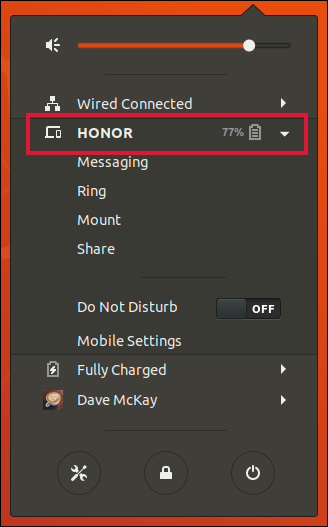 Wired Connected
HONOR 77%
Messaging
Ring
Mount
Share
Do Not Disturb OFF
Mobile Settings
Fully Charged
Dave McKay